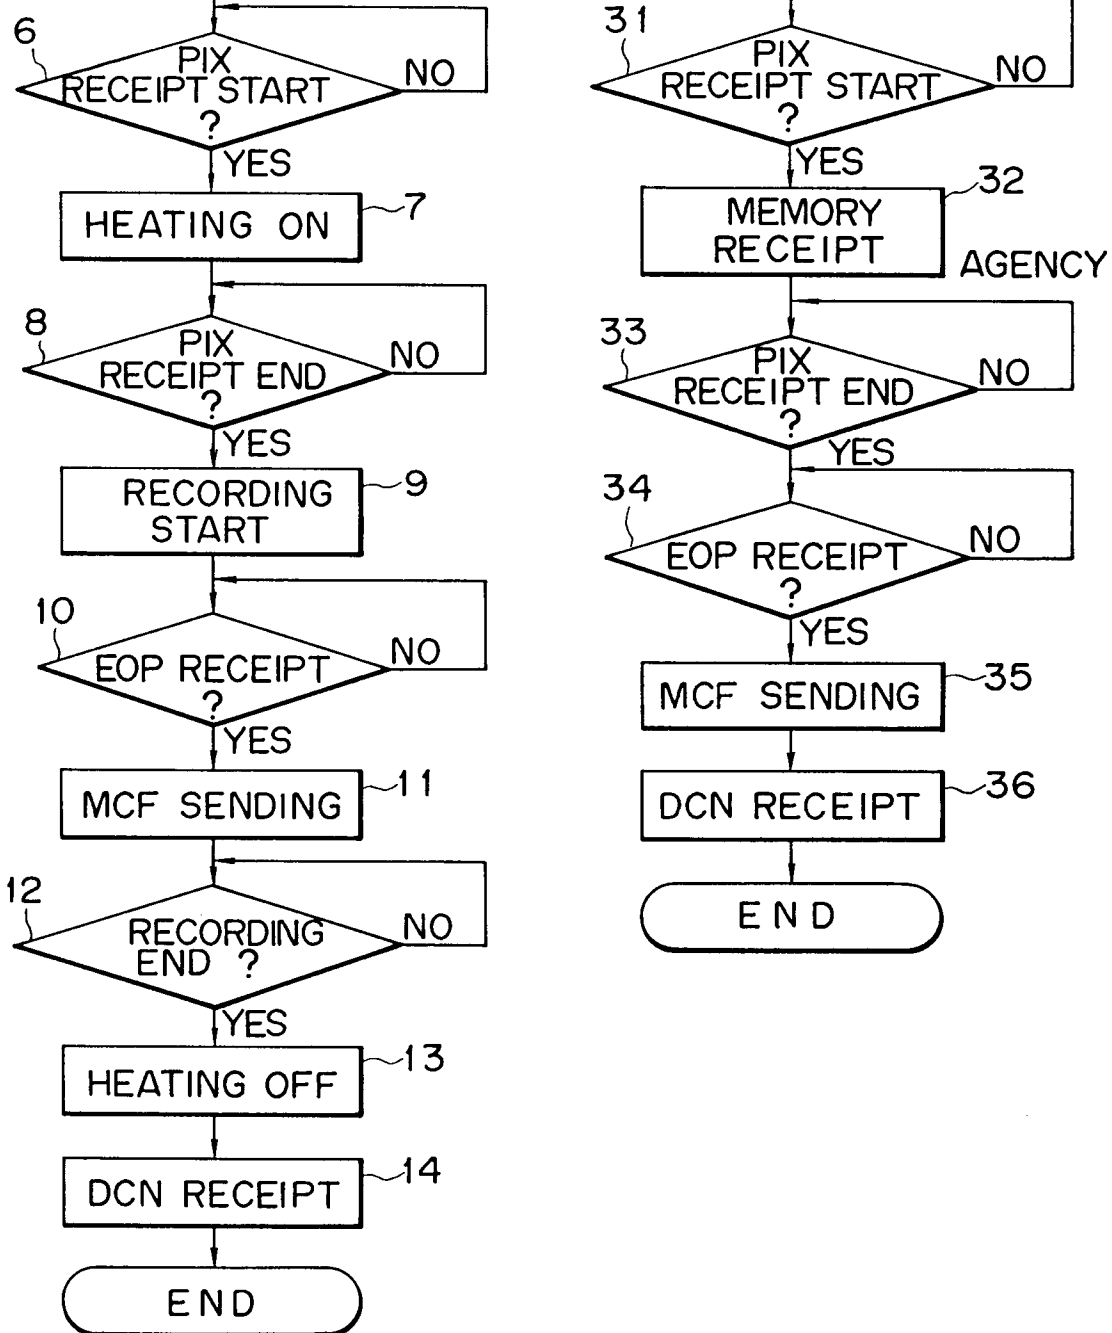 6
PIX
RECEIPT START
?
NO
YES
HEATING ON
7
8
PIX
RECEIPT END
?
NO
YES
RECORDING
START
9
10
EOP RECEIPT
?
NO
YES
MCF SENDING
11
12
RECORDING
END ?
NO
YES
HEATING OFF
13
DCN RECEIPT
14
END
31
PIX
RECEIPT START
?
NO
YES
MEMORY
RECEIPT
32
AGENCY
33
PIX
RECEIPT END
?
NO
YES
34
EOP RECEIPT
?
NO
YES
MCF SENDING
35
DCN RECEIPT
36
END